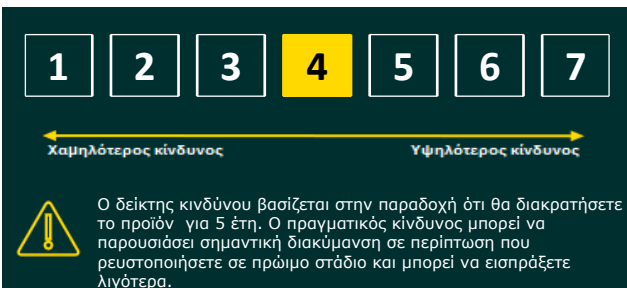 1 2 3 4 5 6 7
Χαμηλότερος κίνδυνος Υψηλότερος κίνδυνος
Ο δείκτης κινδύνου βασίζεται στην παραδοχή ότι θα διακρατήσετε
το προϊόν για 5 έτη. Ο πραγματικός κίνδυνος μπορεί να
παρουσιάσει σημαντική διακύμανση σε περίπτωση που
ρευστοποιήσετε σε πρώιμο στάδιο και μπορεί να εισπράξετε
λιγότερα.